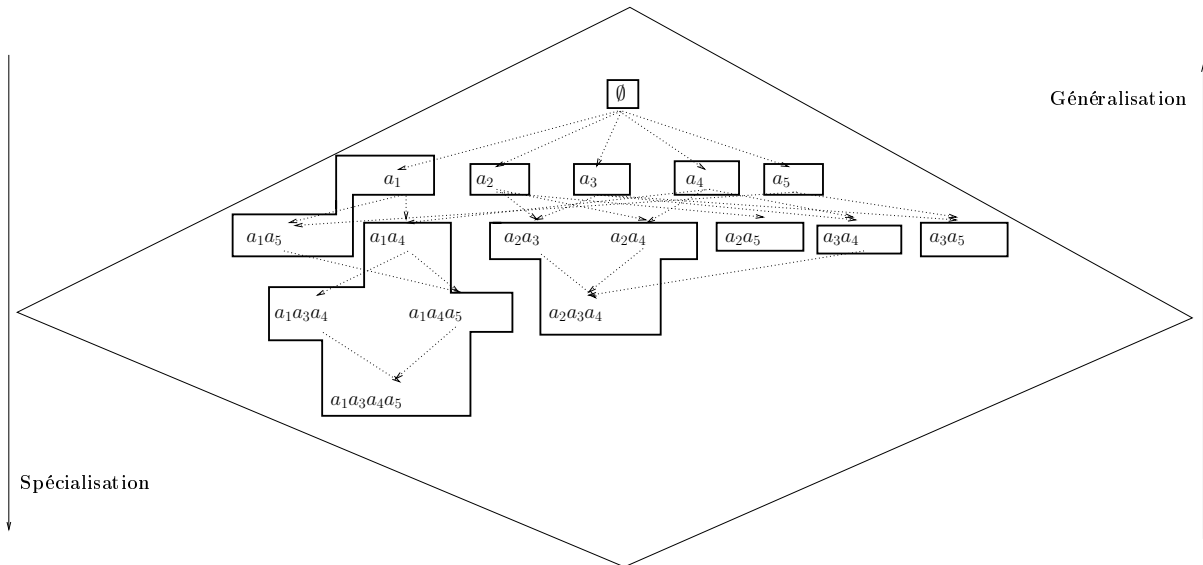 ∅
Généralisation
a₁ a₂ a₃ a₄ a₅
a₁a₅ a₁a₄ a₂a₃ a₂a₄ a₂a₅ a₃a₄ a₃a₅
a₁a₃a₄ a₁a₄a₅ a₂a₃a₄
a₁a₃a₄a₅
Spécialisation